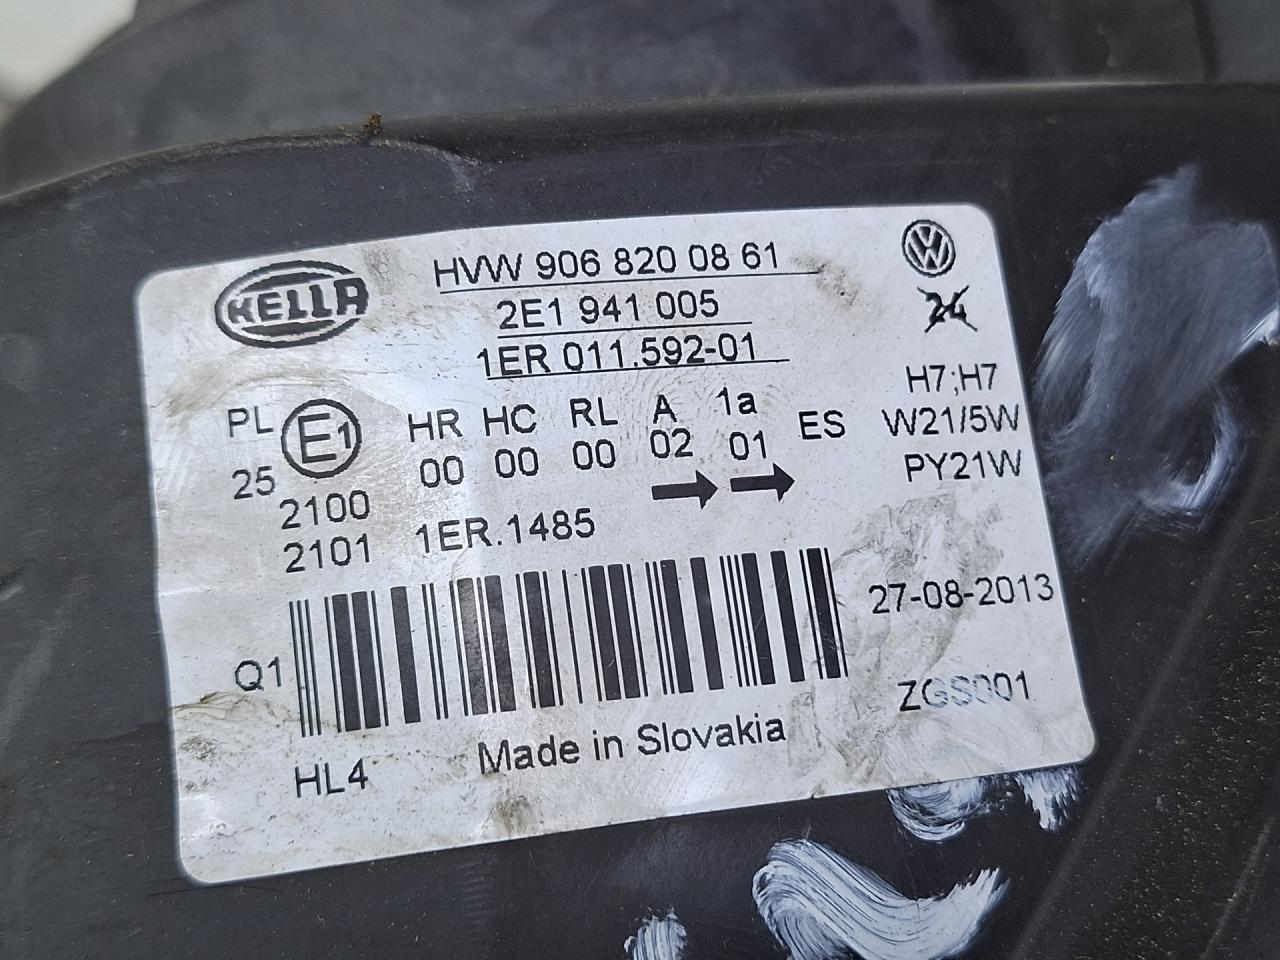 HELLA
HVW 906 820 08 61
2E1 941 005
1ER 011.592-01
24
PL E1 HR HC RL A 1a ES H7;H7
25 00 00 00 02 01 W21/5W
2100 PY21W
2101 1ER.1485
27-08-2013
Q1
ZGS001
HL4 Made in Slovakia